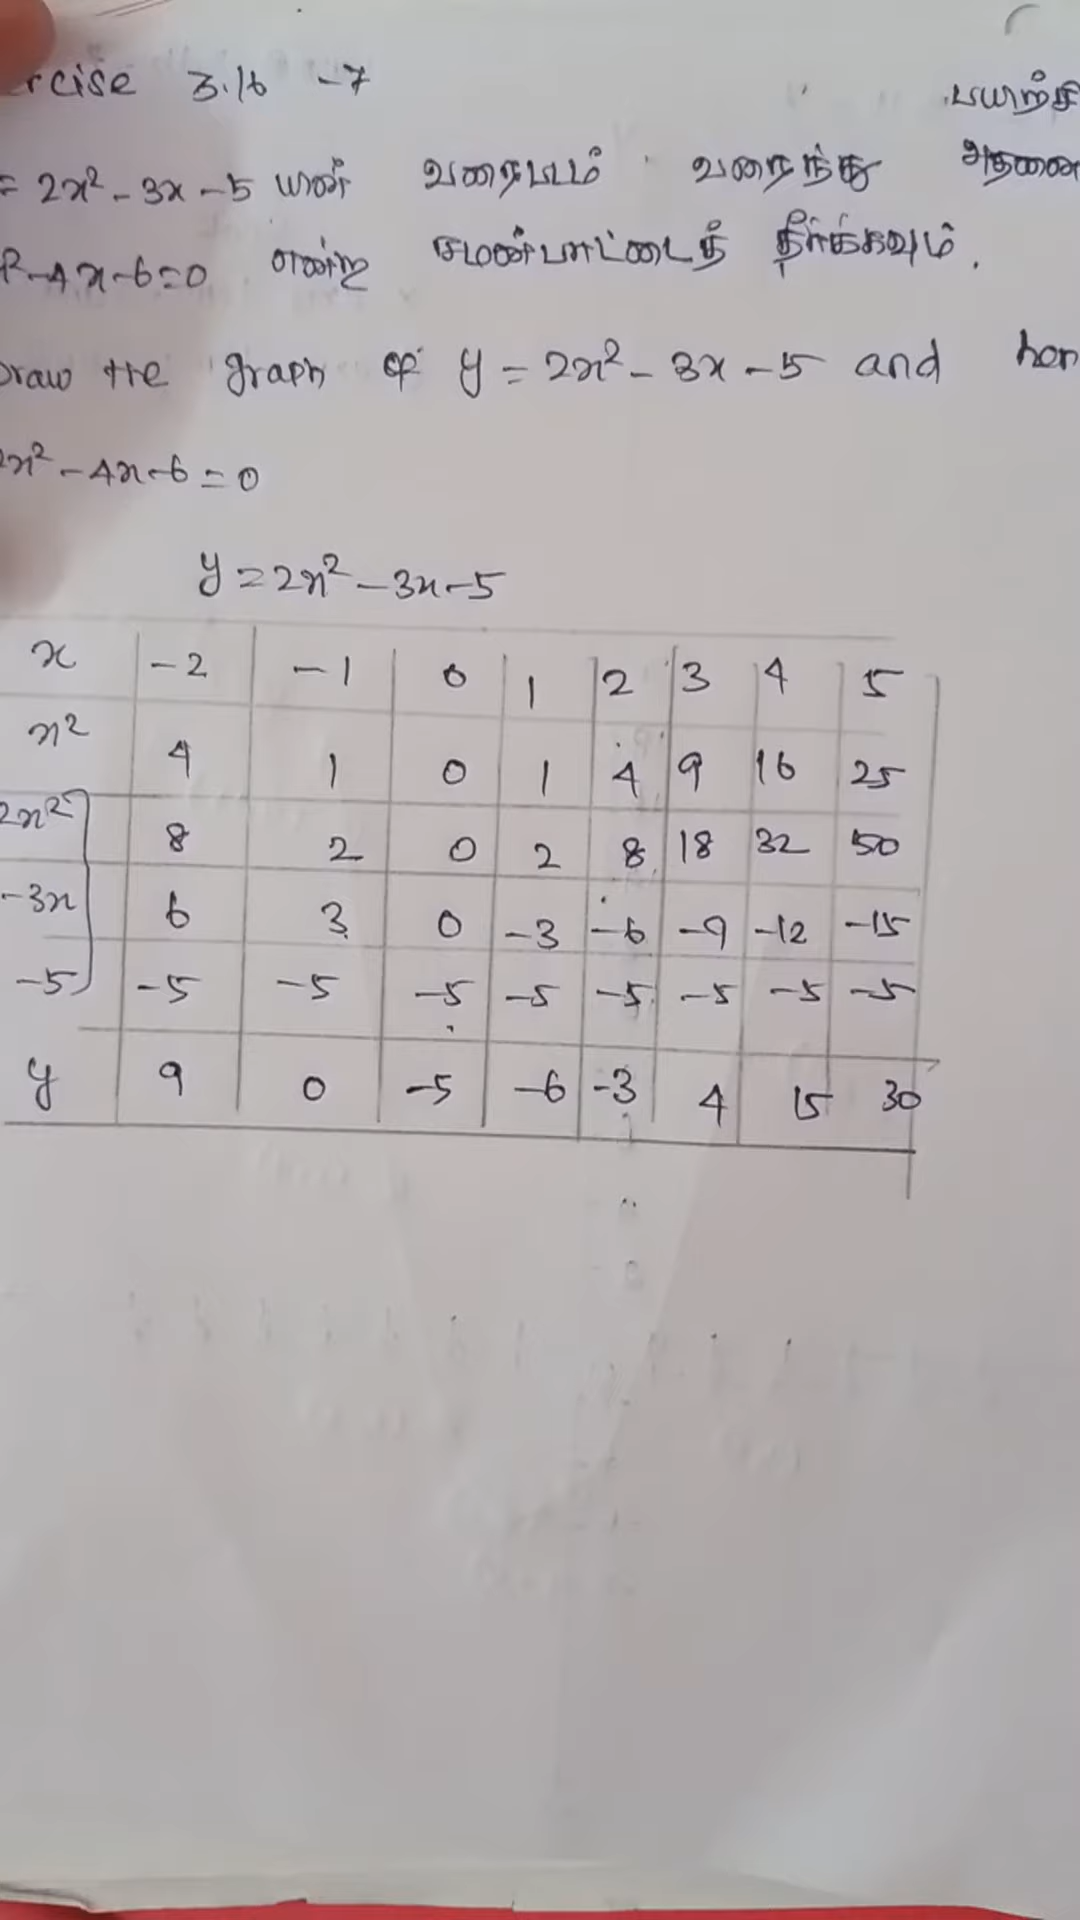 rcise 3.16 -7 பயிற்சி
= 2x² - 3x - 5 யின் வரைபடம் வரைந்து அதனை
² - 4x - 6 = 0 என்ற சமன்பாட்டைத் தீர்க்கவும்.
Draw the graph of y = 2x² - 3x - 5 and hen
2x² - 4x - 6 = 0
y = 2x² - 3x - 5
x -2 -1 0 1 2 3 4 5
x² 4 1 0 1 4 9 16 25
2x² 8 2 0 2 8 18 32 50
-3x 6 3 0 -3 -6 -9 -12 -15
-5 -5 -5 -5 -5 -5 -5 -5 -5
y 9 0 -5 -6 -3 4 15 30